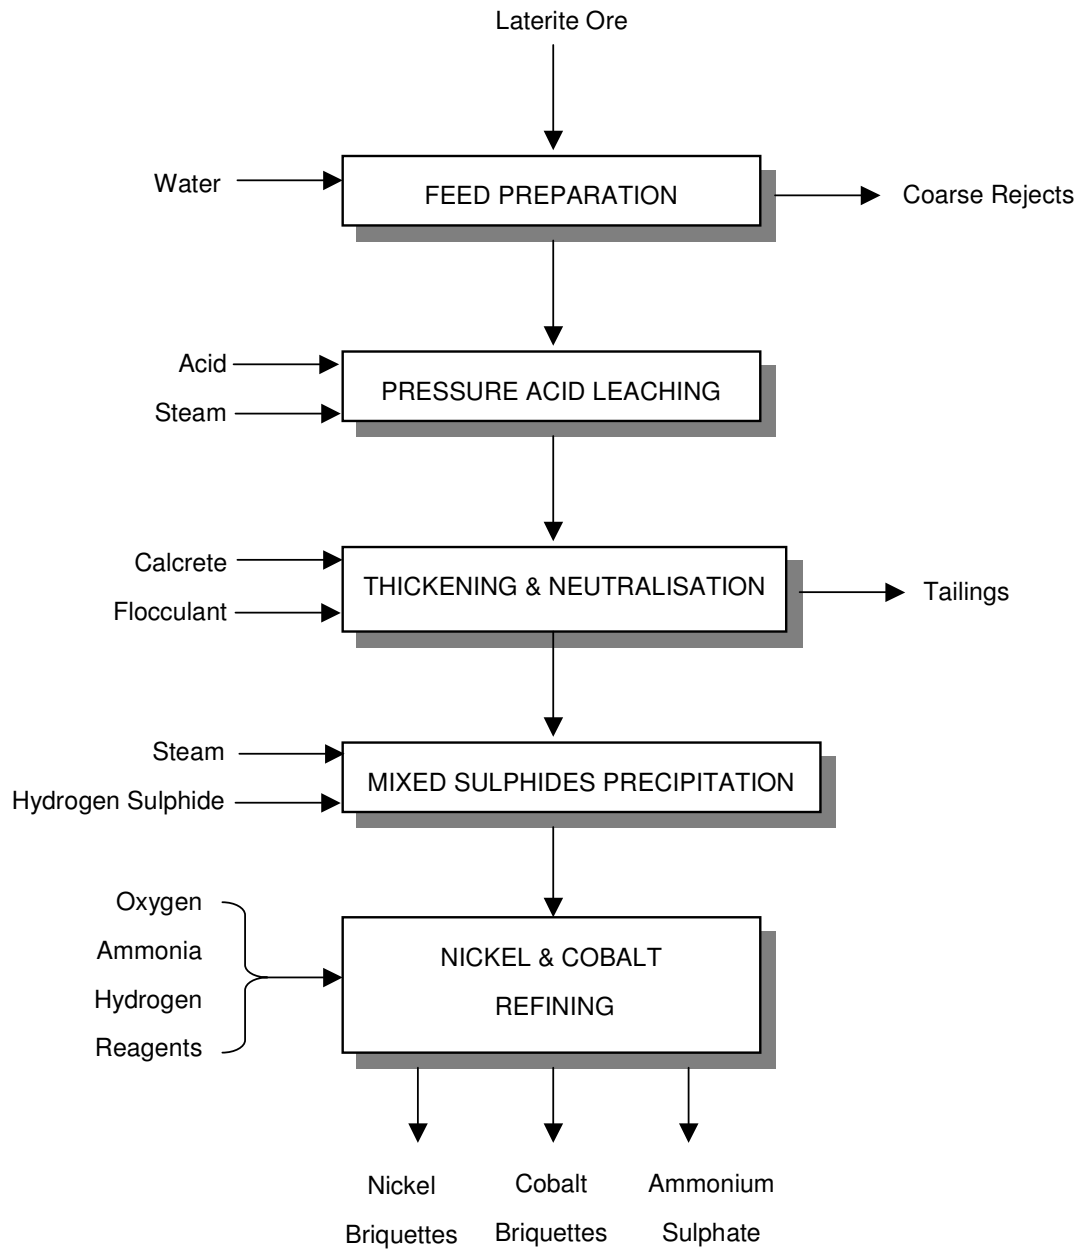 Laterite Ore
Water
FEED PREPARATION
Coarse Rejects
Acid
Steam
PRESSURE ACID LEACHING
Calcrete
Flocculant
THICKENING & NEUTRALISATION
Tailings
Steam
Hydrogen Sulphide
MIXED SULPHIDES PRECIPITATION
Oxygen
Ammonia
Hydrogen
Reagents
NICKEL & COBALT
REFINING
Nickel
Briquettes
Cobalt
Briquettes
Ammonium
Sulphate